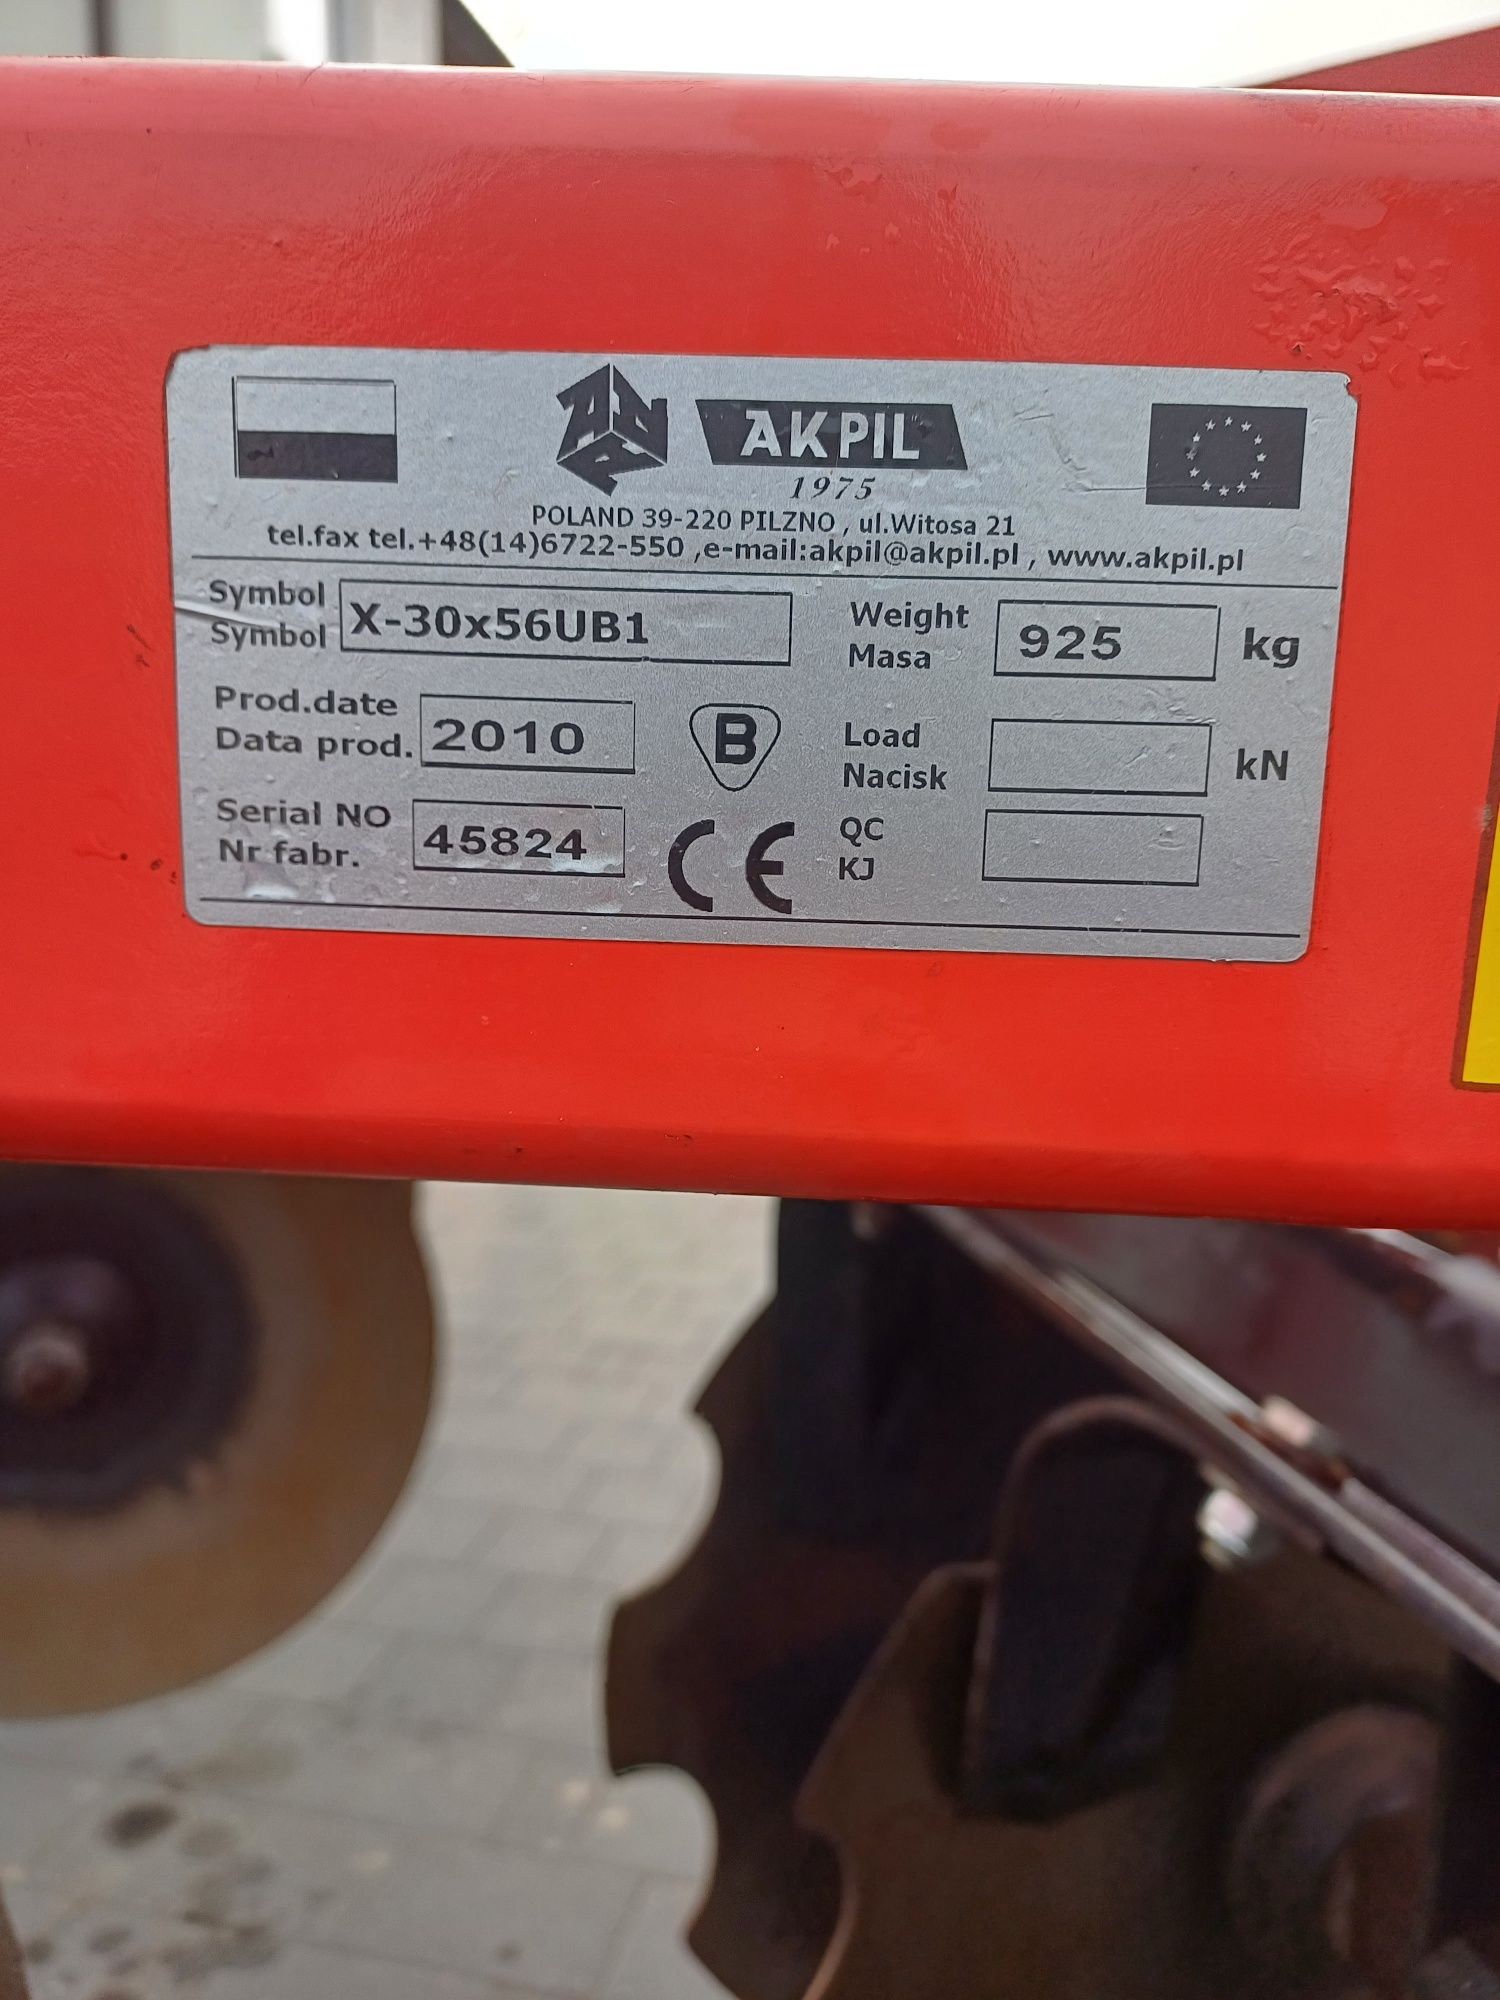 AKPIL
1975
POLAND 39-220 PILZNO , ul.Witosa 21
tel.fax tel.+48(14)6722-550 ,e-mail:akpil@akpil.pl , www.akpil.pl
Symbol
Symbol
X-30x56UB1
Weight
Masa
925
kg
Prod.date
Data prod.
2010
B
Load
Nacisk
kN
Serial NO
Nr fabr.
45824
CE
QC
KJ